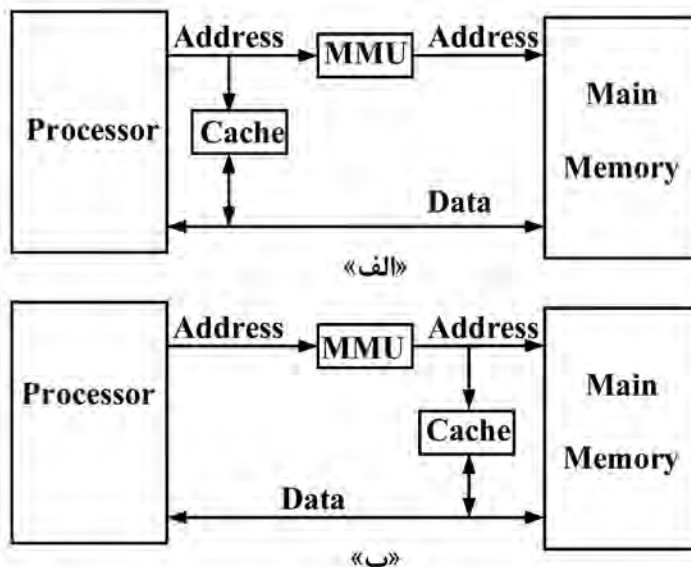 Address MMU Address
Processor Cache Main
Memory
Data
«الف»
Address MMU Address
Processor Main
Cache Memory
Data
«ب»